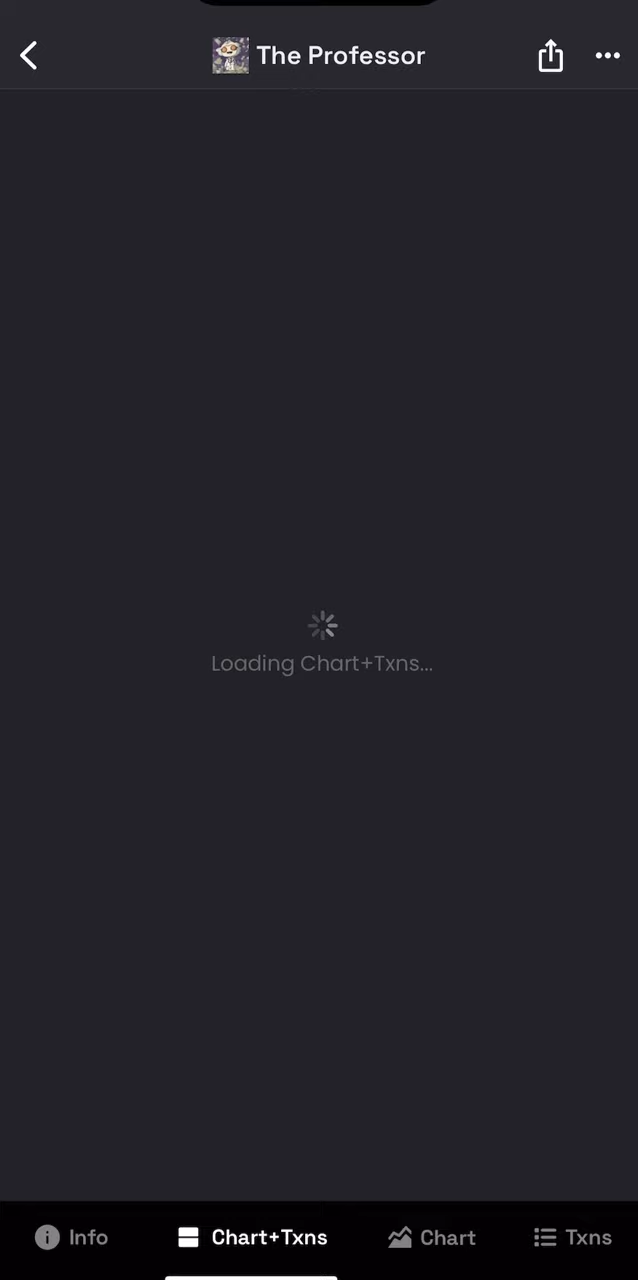 The Professor
Loading Chart+Txns...
Info
Chart+Txns
Chart
Txns